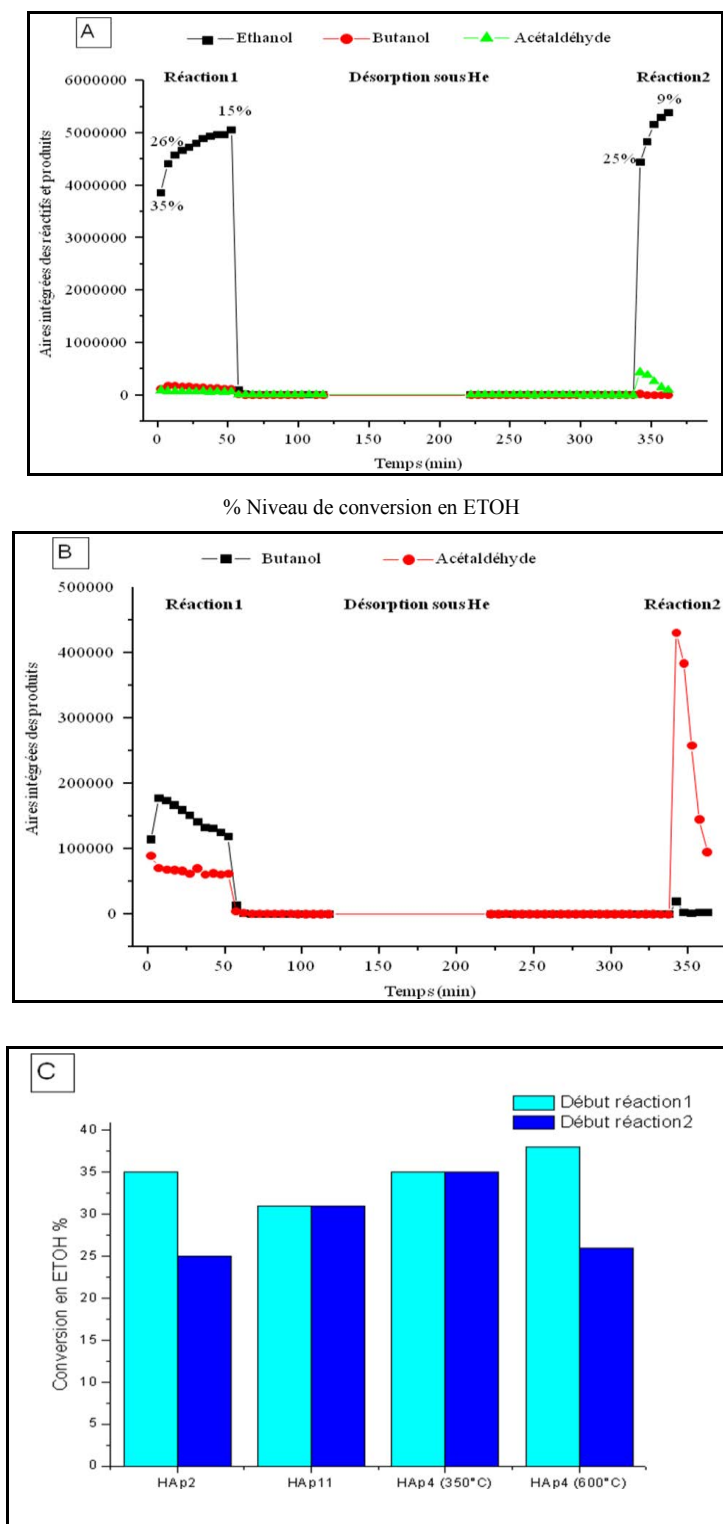 A
Ethanol Butanol Acétaldéhyde
Réaction1 Désorption sous He Réaction2
6000000
5000000
4000000
3000000
2000000
1000000
0
35%
26%
15%
25%
9%
Aires intégrées des réactifs et produits
0 50 100 150 200 250 300 350
Temps (min)
% Niveau de conversion en ETOH
B
Butanol Acétaldéhyde
Réaction1 Désorption sous He Réaction2
500000
400000
300000
200000
100000
0
Aires intégrées des produits
0 50 100 150 200 250 300 350
Temps (min)
C
Début réaction1
Début réaction2
40
35
30
25
20
15
10
5
0
Conversion en ETOH %
HAp2 HAp11 HAp4 (350°C) HAp4 (600°C)